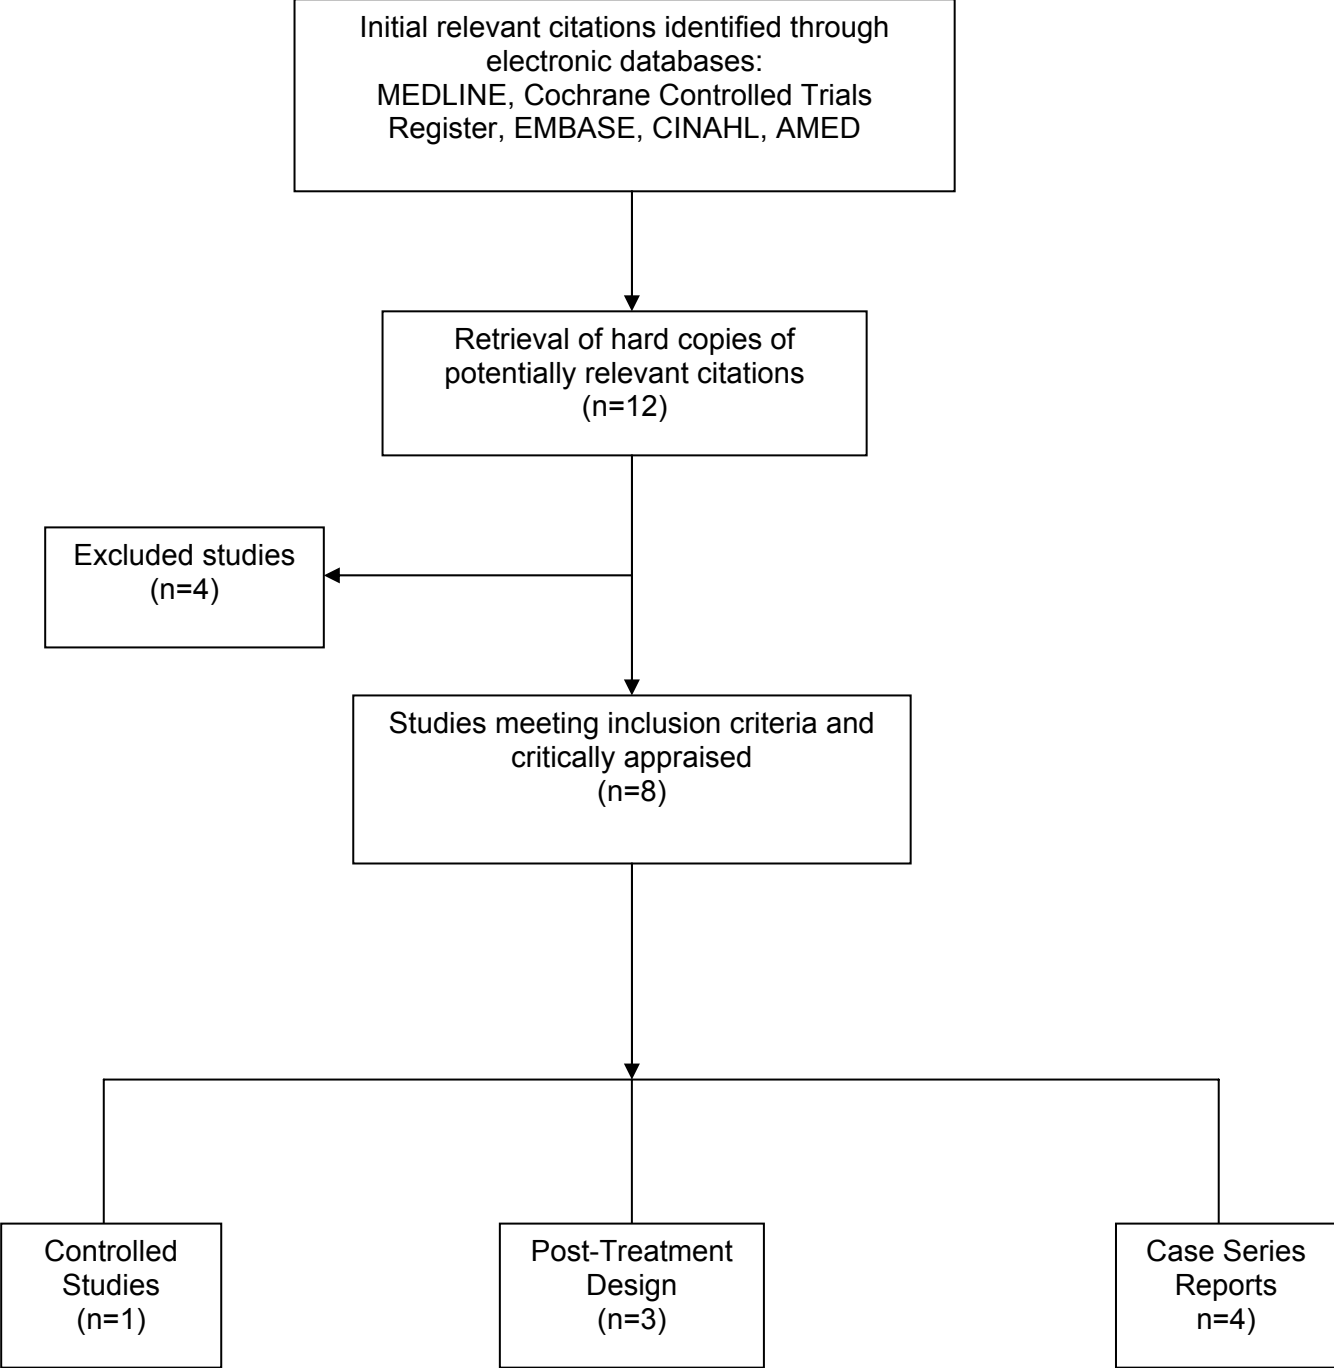 Initial relevant citations identified through
electronic databases:
MEDLINE, Cochrane Controlled Trials
Register, EMBASE, CINAHL, AMED
Retrieval of hard copies of
potentially relevant citations
(n=12)
Excluded studies
(n=4)
Studies meeting inclusion criteria and
critically appraised
(n=8)
Controlled
Studies
(n=1)
Post-Treatment
Design
(n=3)
Case Series
Reports
n=4)